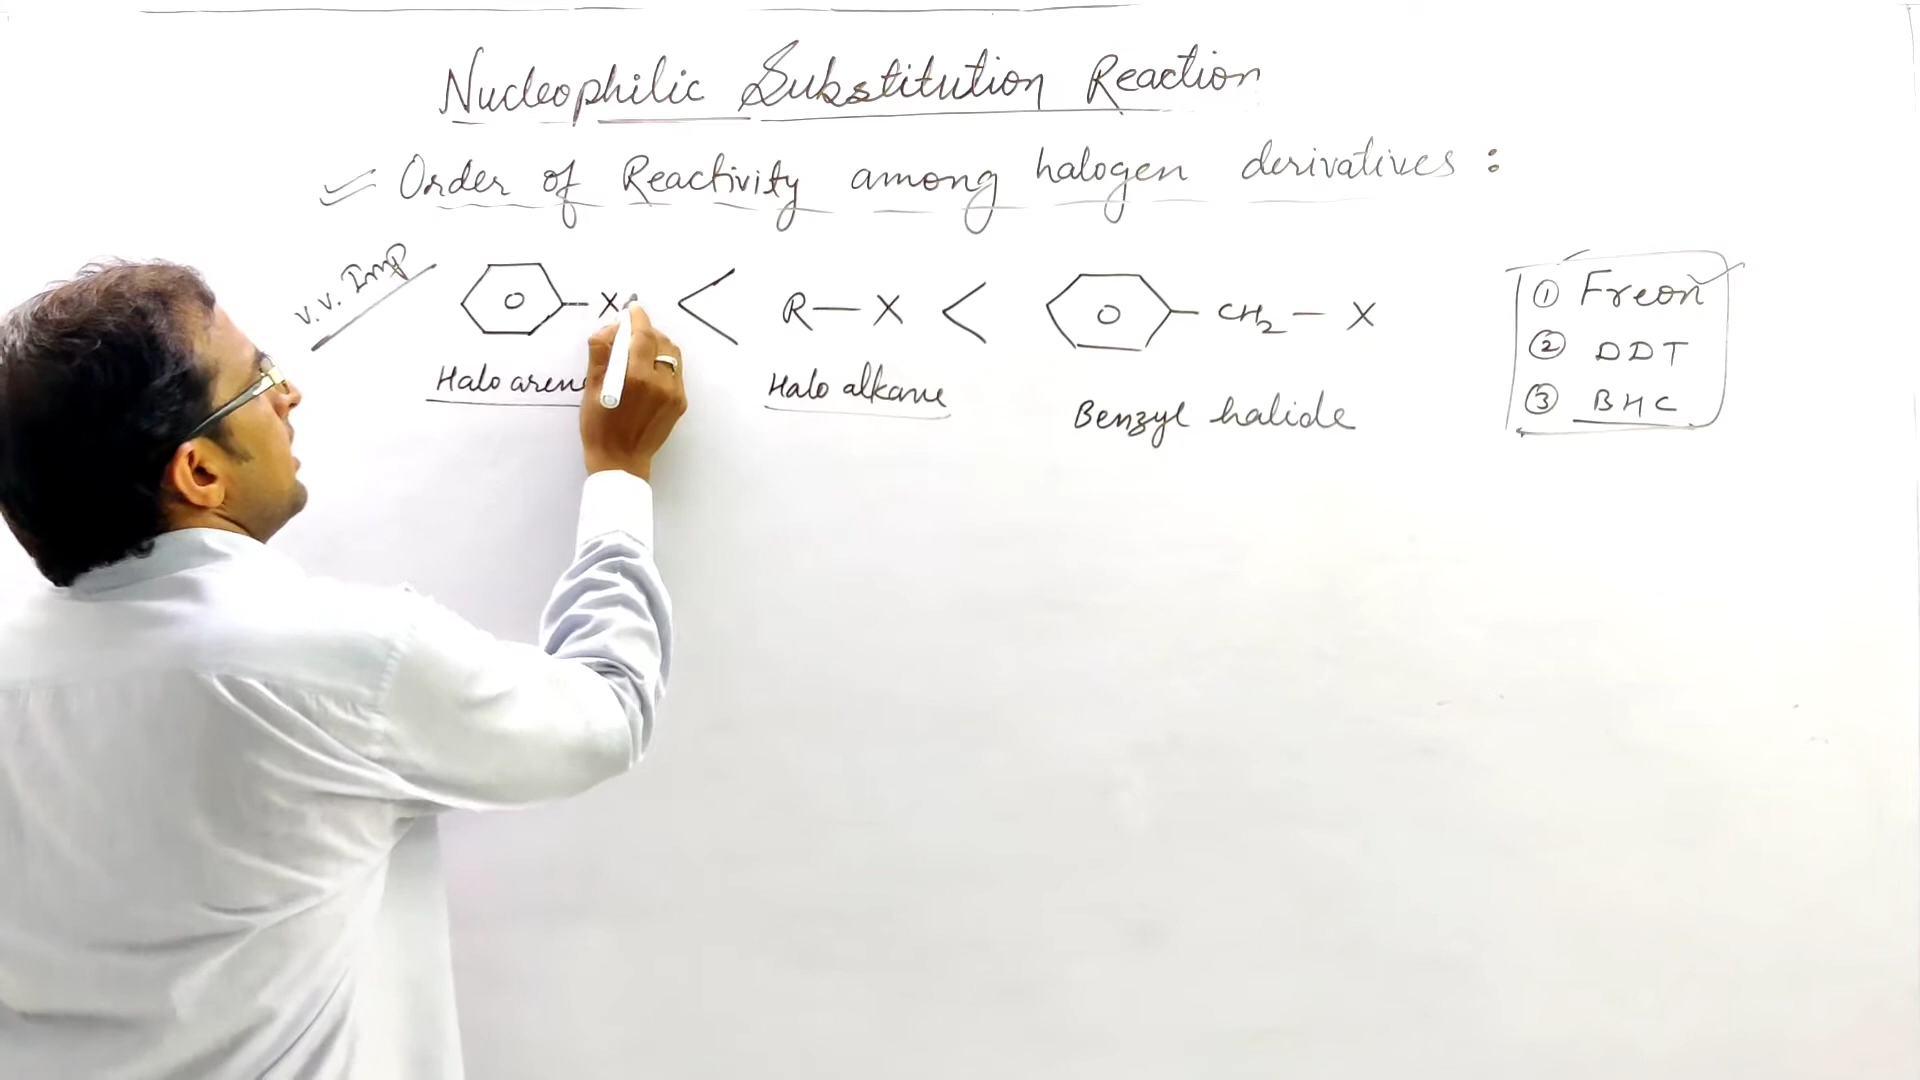 Nucleophilic Substitution Reaction
Order of Reactivity among halogen derivatives :
V.V. Imp
X < R—X < CH2—X
Halo alkane
Benzyl halide
① Freon
② DDT
③ BHC